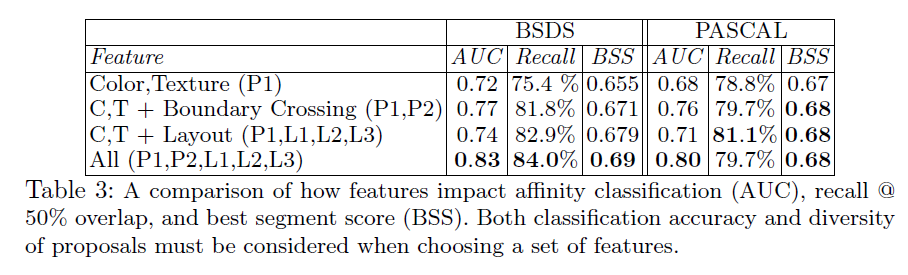 BSDS PASCAL
Feature AUC Recall BSS AUC Recall BSS
Color,Texture (P1) 0.72 75.4 % 0.655 0.68 78.8% 0.67
C,T + Boundary Crossing (P1,P2) 0.77 81.8% 0.671 0.76 79.7% 0.68
C,T + Layout (P1,L1,L2,L3) 0.74 82.9% 0.679 0.71 81.1% 0.68
All (P1,P2,L1,L2,L3) 0.83 84.0% 0.69 0.80 79.7% 0.68
Table 3: A comparison of how features impact affinity classification (AUC), recall @
50% overlap, and best segment score (BSS). Both classification accuracy and diversity
of proposals must be considered when choosing a set of features.